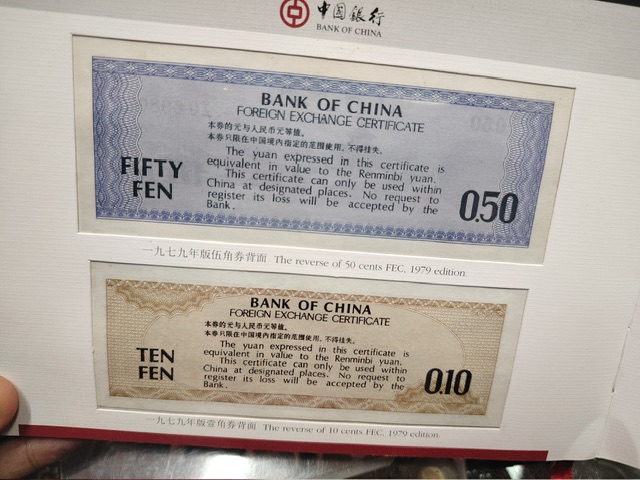 中国银行
BANK OF CHINA
BANK OF CHINA
FOREIGN EXCHANGE CERTIFICATE
本券的元与人民币元等值。
本券只限在中国境内指定的范围使用，不得挂失。
The yuan expressed in this certificate is
equivalent in value to the Renminbi yuan.
This certificate can only be used within
China at designated places. No request to
register its loss will be accepted by the
Bank.
FIFTY
FEN
0.50
一九七九年版伍角券背面 The reverse of 50 cents FEC, 1979 edition.
BANK OF CHINA
FOREIGN EXCHANGE CERTIFICATE
本券的元与人民币元等值。
本券只限在中国境内指定的范围使用，不得挂失。
The yuan expressed in this certificate is
equivalent in value to the Renminbi yuan.
This certificate can only be used within
China at designated places. No request to
register its loss will be accepted by the
Bank.
TEN
FEN
0.10
一九七九年版壹角券背面 The reverse of 10 cents FEC, 1979 edition.